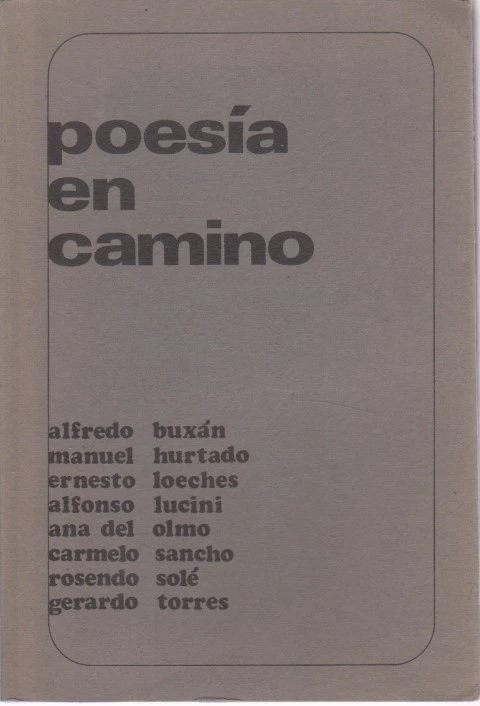 poesía
en
camino
alfredo buxán
manuel hurtado
ernesto loeches
alfonso lucini
ana del olmo
carmelo sancho
rosendo solé
gerardo torres